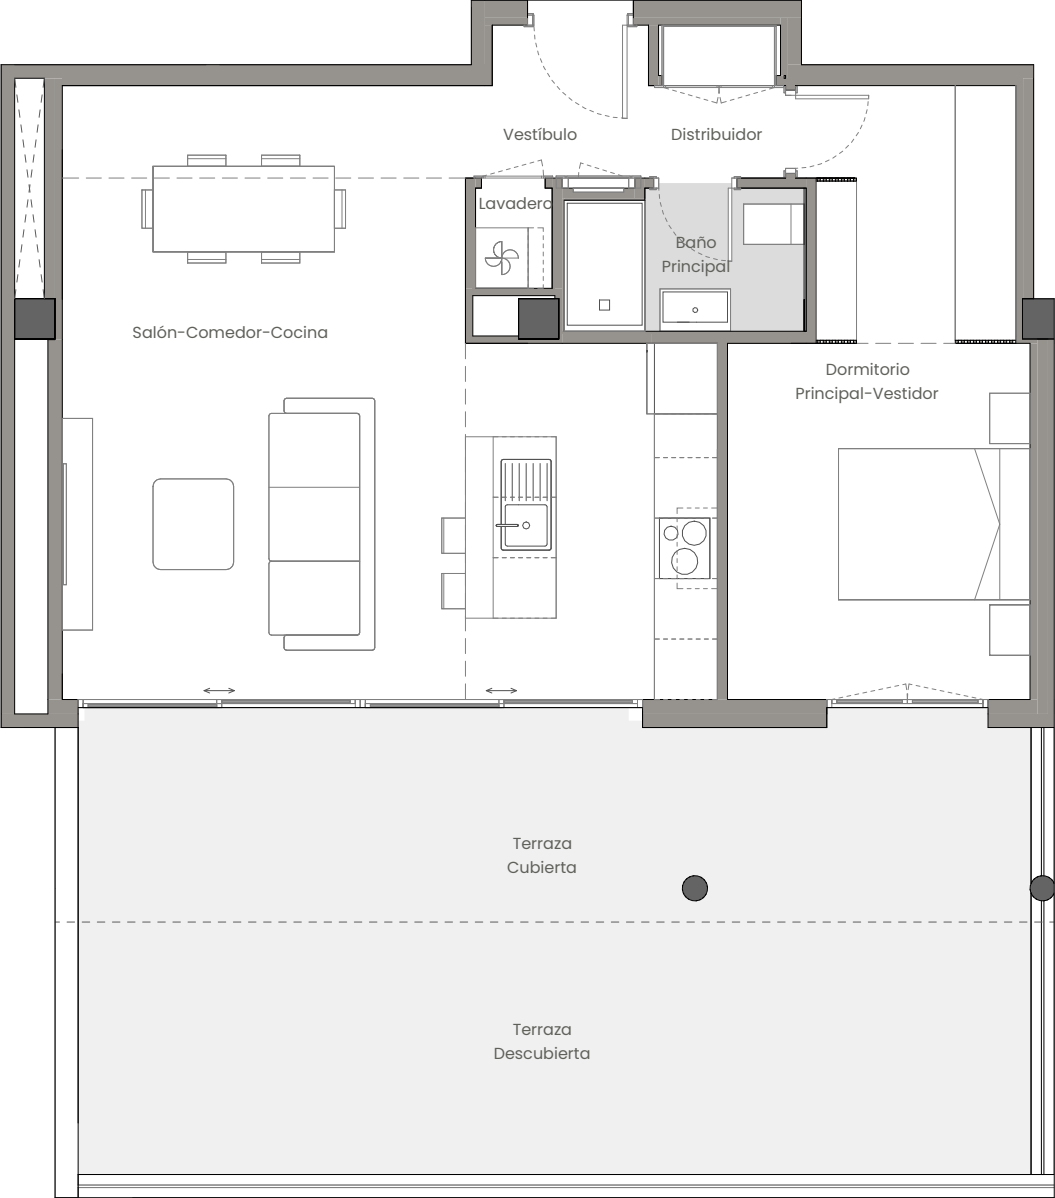 Vestíbulo
Distribuidor
Lavadero
Baño
Principal
Salón-Comedor-Cocina
Dormitorio
Principal-Vestidor
Terraza
Cubierta
Terraza
Descubierta